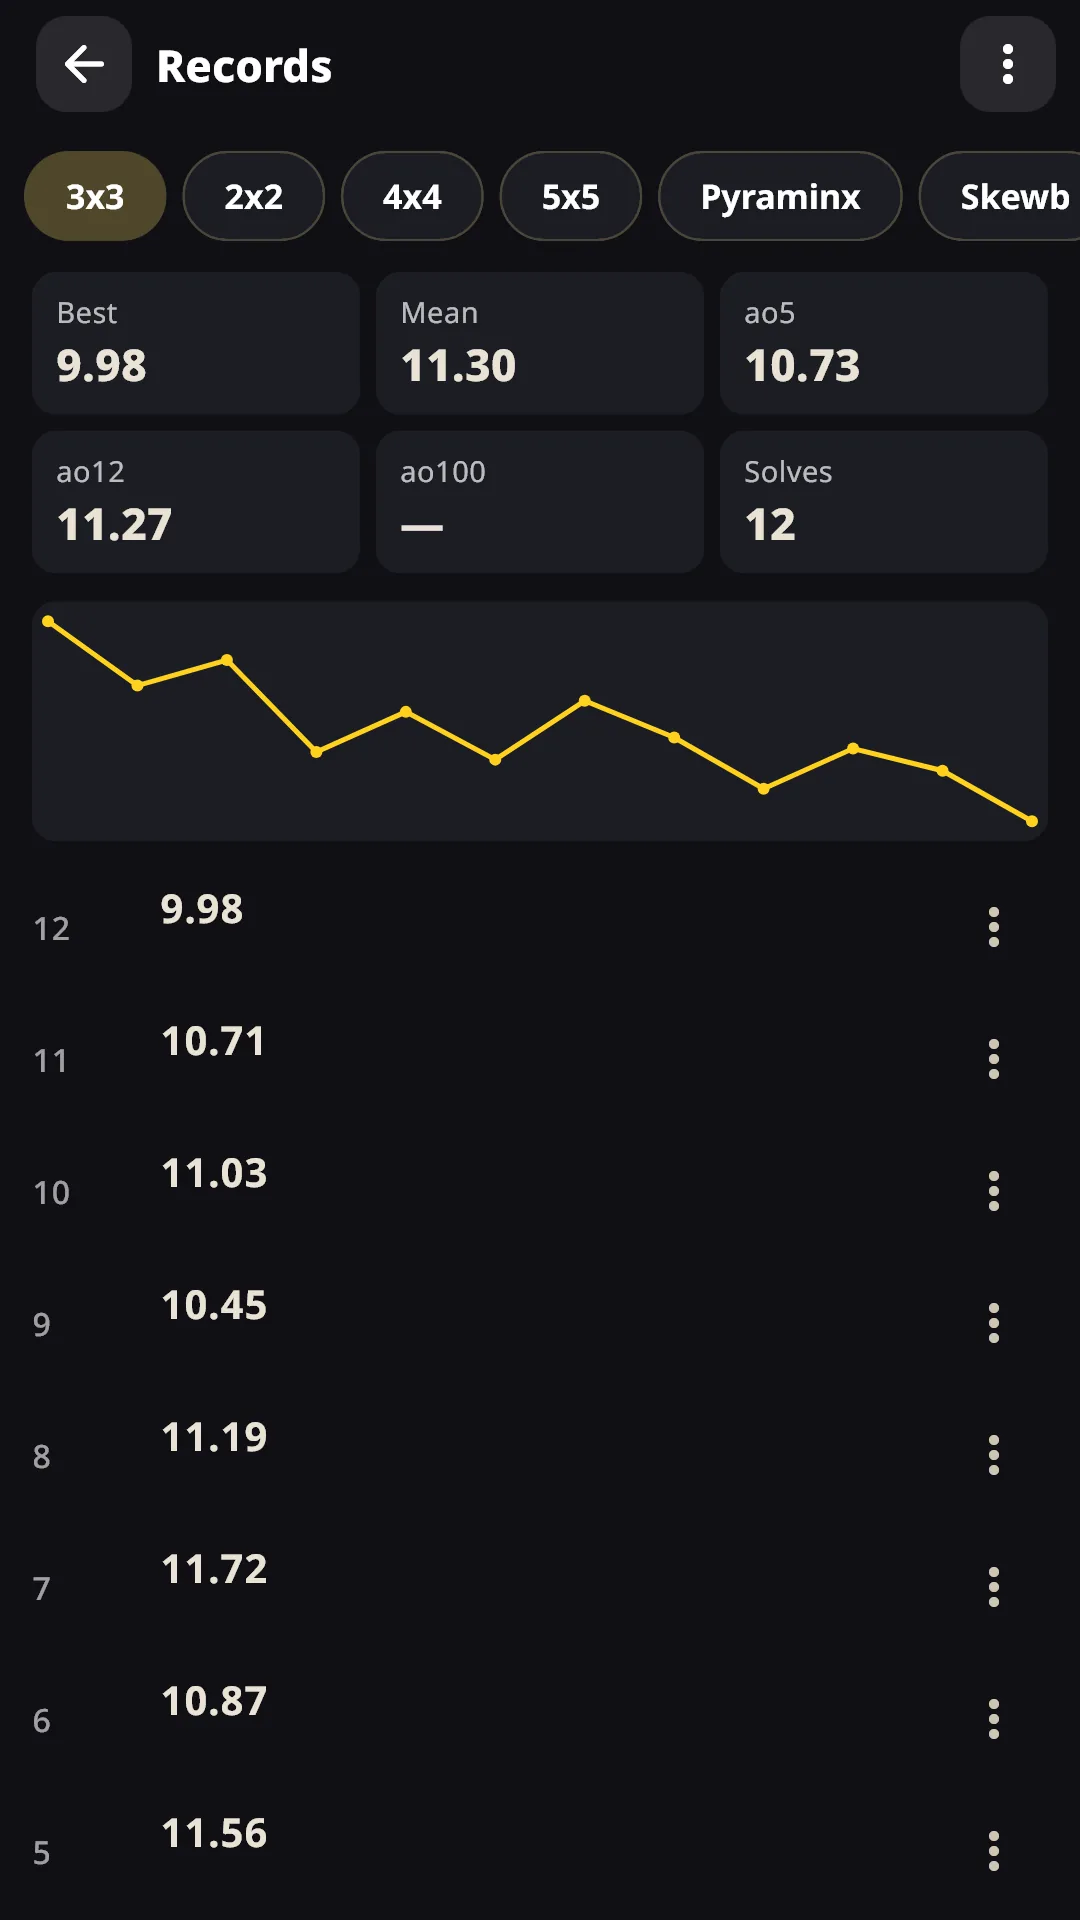 Records
3x3 2x2 4x4 5x5 Pyraminx Skewb
Best Mean ao5
9.98 11.30 10.73
ao12 ao100 Solves
11.27 — 12
12 9.98
11 10.71
10 11.03
9 10.45
8 11.19
7 11.72
6 10.87
5 11.56